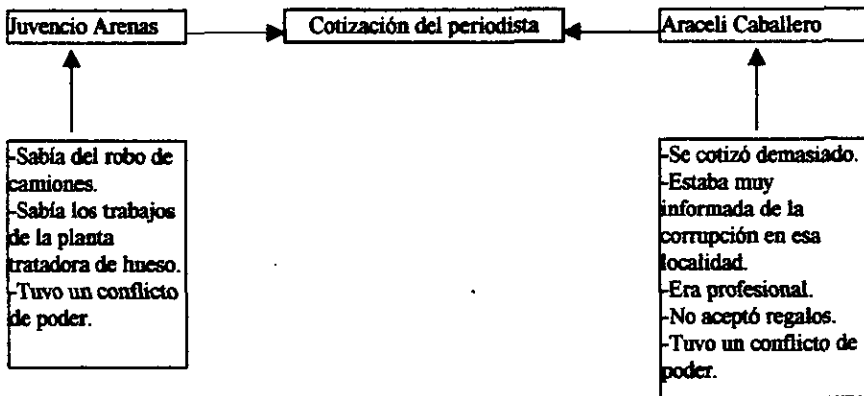 Juvencio Arenas
Cotización del periodista
Araceli Caballero
-Sabía del robo de
camiones.
-Sabía los trabajos
de la planta
tratadora de hueso.
-Tuvo un conflicto
de poder.
-Se cotizó demasiado.
-Estaba muy
informada de la
corrupción en esa
localidad.
-Era profesional.
-No aceptó regalos.
-Tuvo un conflicto de
poder.